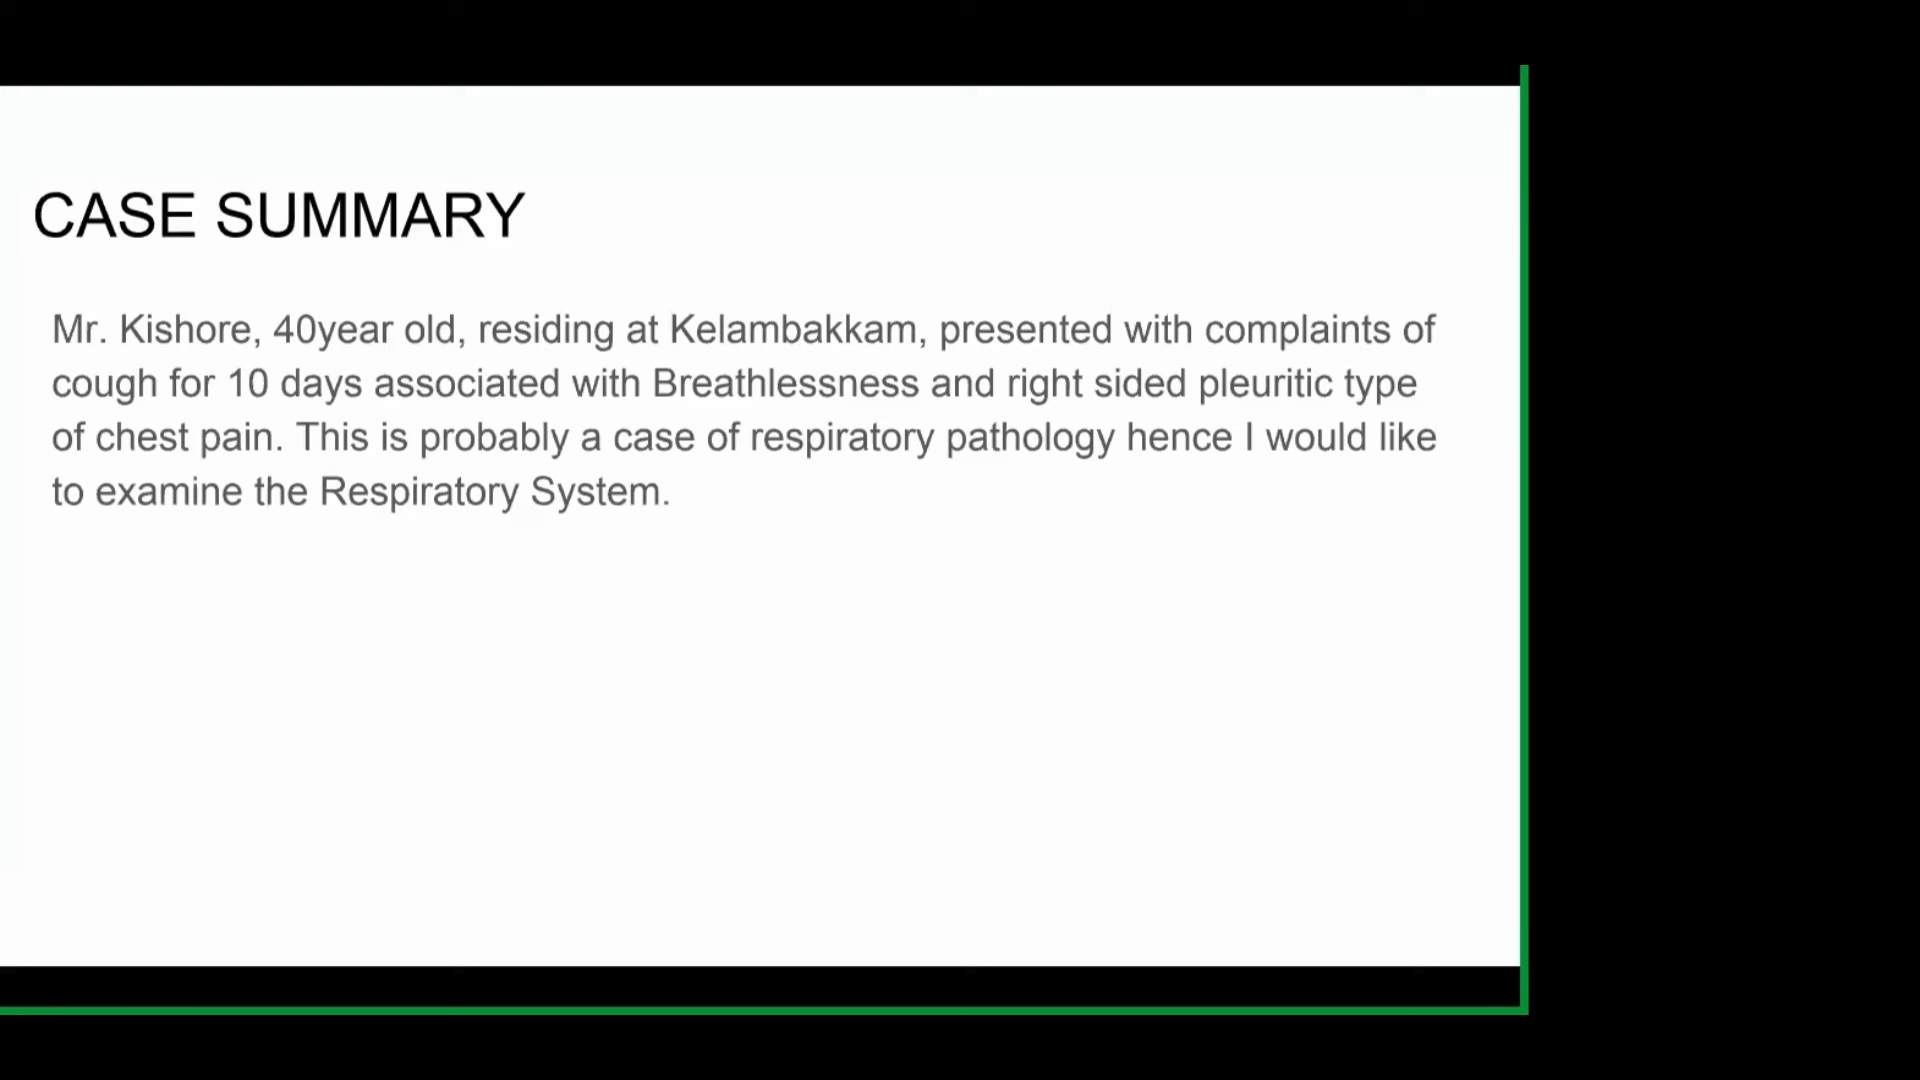 CASE SUMMARY
Mr. Kishore, 40year old, residing at Kelambakkam, presented with complaints of
cough for 10 days associated with Breathlessness and right sided pleuritic type
of chest pain. This is probably a case of respiratory pathology hence I would like
to examine the Respiratory System.